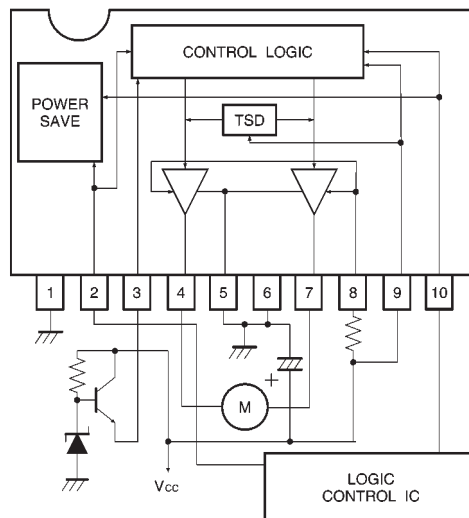 CONTROL LOGIC
POWER
SAVE
TSD
1 2 3 4 5 6 7 8 9 10
+
M
Vcc
LOGIC
CONTROL IC